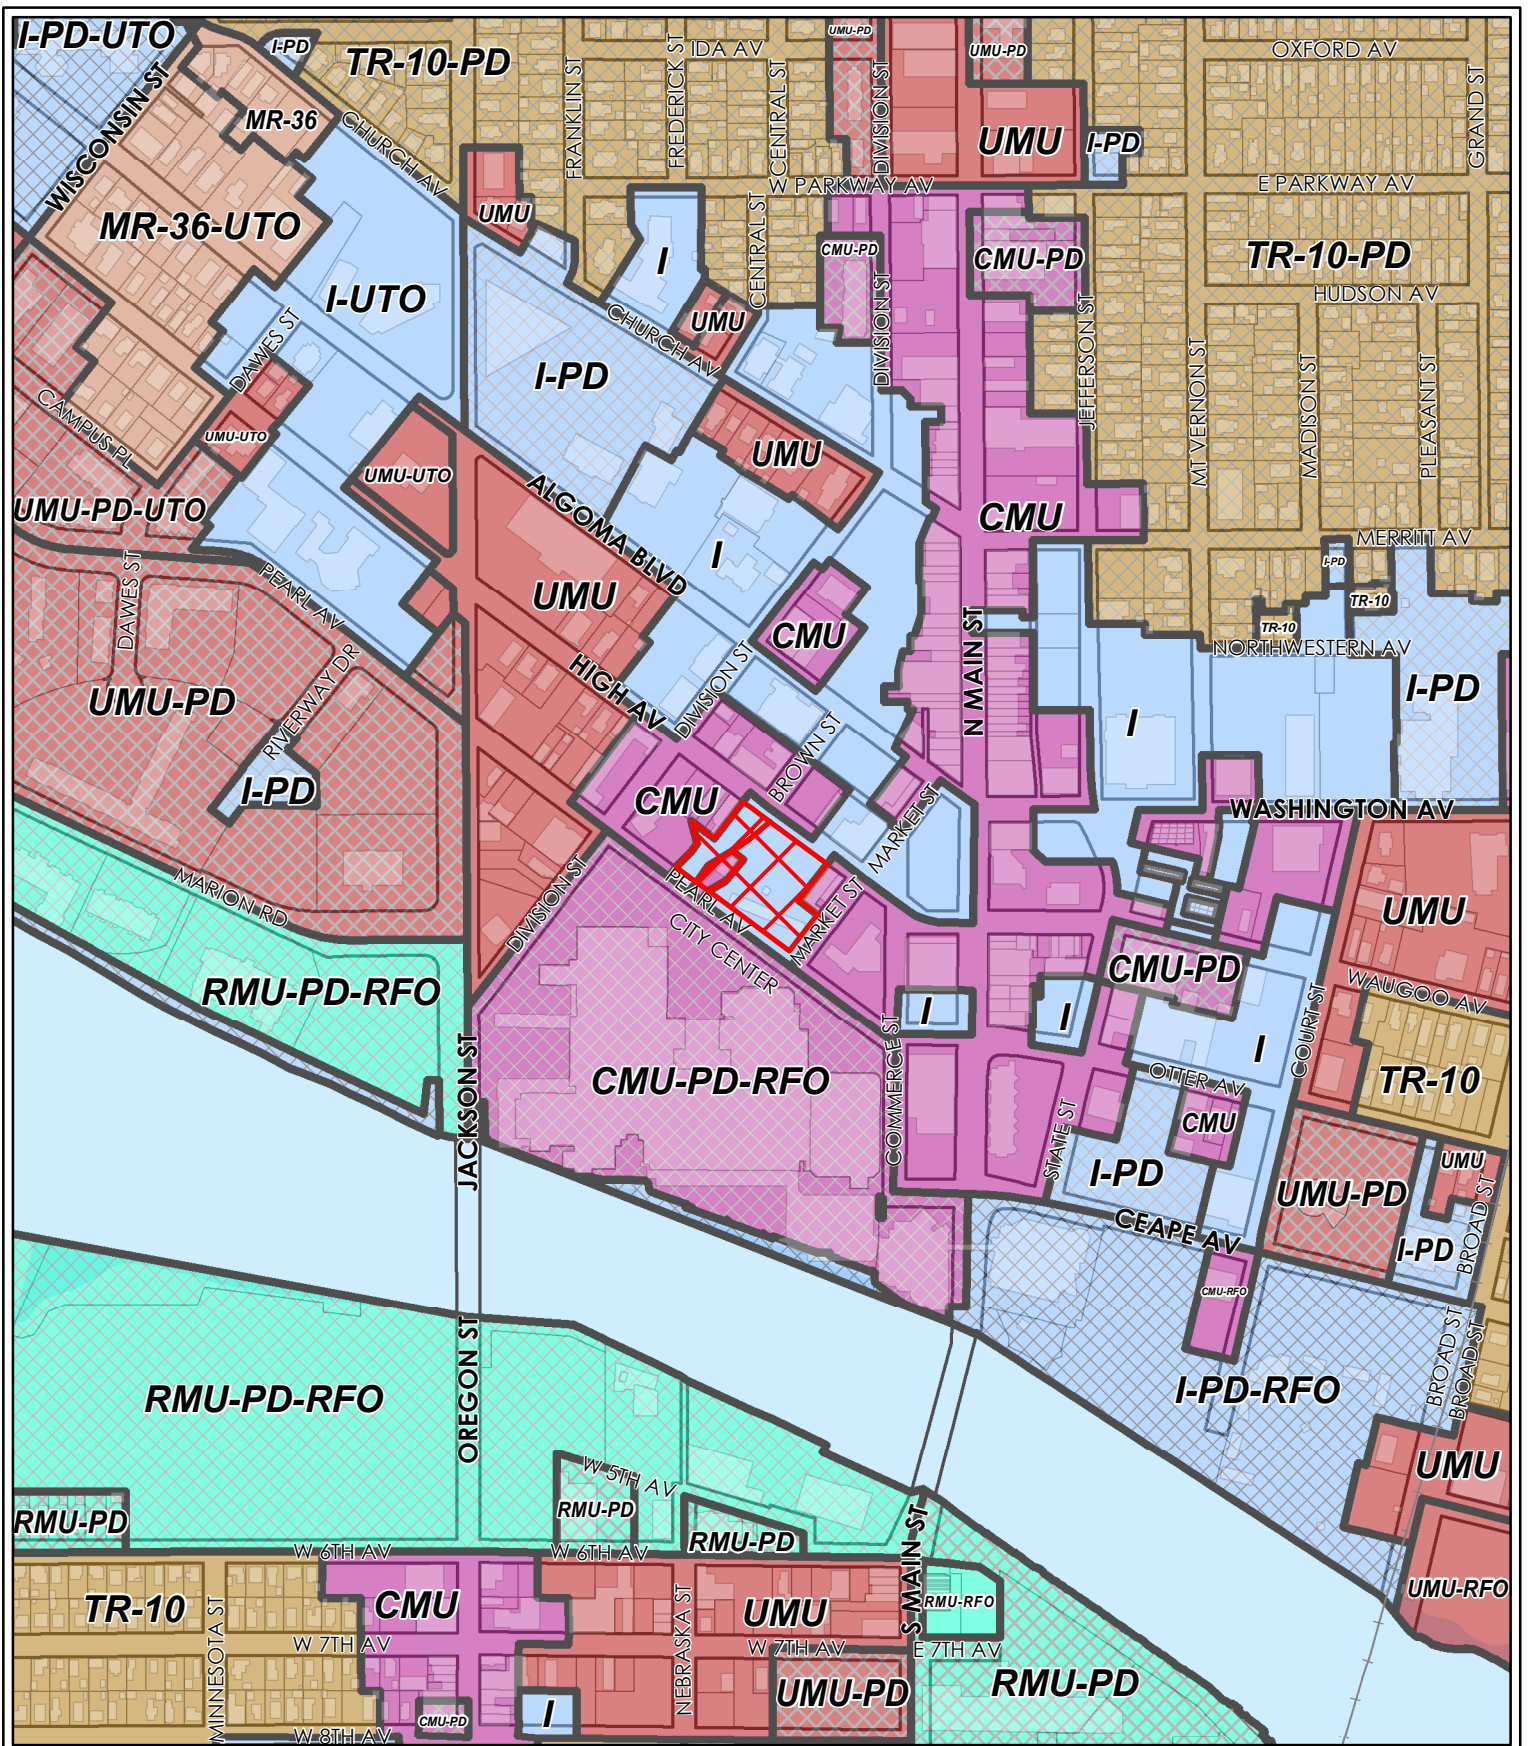 I-PD-UTO
I-PD
TR-10-PD
IDA AV
UMU-PD
UMU-PD
OXFORD AV
WISCONSIN ST
MR-36
CHURCH AV
FRANKLIN ST
FREDERICK ST
CENTRAL ST
DIVISION ST
UMU
I-PD
GRAND ST
W PARKWAY AV
E PARKWAY AV
MR-36-UTO
UMU
I
CENTRAL ST
CMU-PD
CMU-PD
TR-10-PD
HUDSON AV
I-UTO
UMU
CHURCH AV
DIVISION ST
JEFFERSON ST
MT VERNON ST
MADISON ST
PLEASANT ST
DAWES ST
I-PD
CAMPUS PL
UMU-UTO
UMU-UTO
UMU
UMU-PD-UTO
ALGOMA BLVD
CMU
MERRITT AV
I
I-PD
DAWES ST
PEARL AV
UMU
CMU
TR-10
TR-10
NORTHWESTERN AV
N MAIN ST
UMU-PD
RIVERWAY DR
HIGH AV
DIVISION ST
I-PD
I
I-PD
BROWN ST
CMU
MARKET ST
WASHINGTON AV
MARION RD
DIVISION ST
PEARL AV
MARKET ST
CITY CENTER
UMU
CMU-PD
WAUGOO AV
RMU-PD-RFO
I
I
COURT ST
I
JACKSON ST
CMU-PD-RFO
COMMERCE ST
OTTER AV
TR-10
STATE ST
CMU
I-PD
UMU
UMU-PD
CEAPE AV
I-PD
BROAD ST
CMU-RFO
OREGON ST
RMU-PD-RFO
I-PD-RFO
BROAD ST
BROAD ST
W 5TH AV
UMU
RMU-PD
RMU-PD
RMU-PD
S MAIN ST
W 6TH AV
W 6TH AV
TR-10
CMU
NEBRASKA ST
UMU
RMU-RFO
UMU-RFO
MINNESOTA ST
W 7TH AV
W 7TH AV
E 7TH AV
UMU-PD
RMU-PD
CMU-PD
I
W 8TH AV